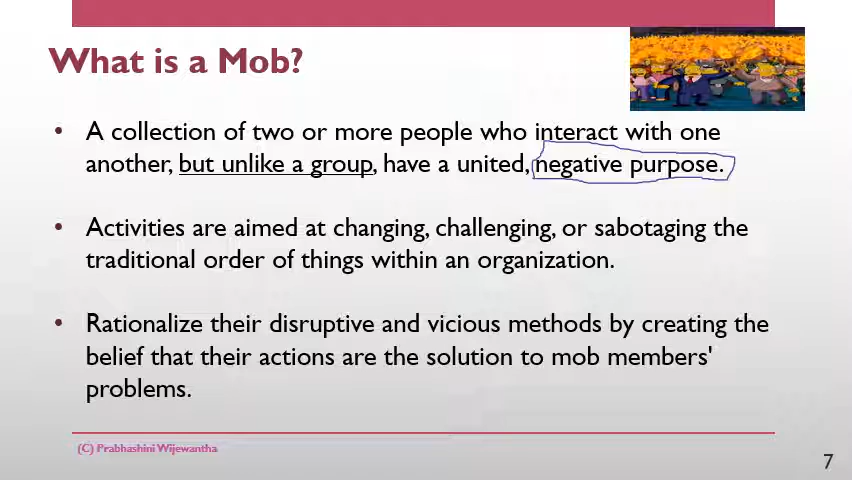 What is a Mob?
• A collection of two or more people who interact with one
another, but unlike a group, have a united, negative purpose.
• Activities are aimed at changing, challenging, or sabotaging the
traditional order of things within an organization.
• Rationalize their disruptive and vicious methods by creating the
belief that their actions are the solution to mob members'
problems.
(C) Prabhashini Wijewantha
7